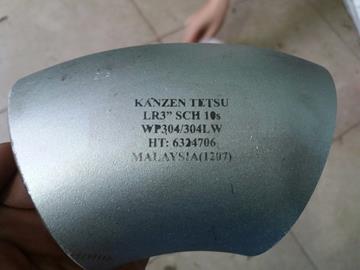 KANZEN TETSU
LR3" SCH 10s
WP304/304LW
HT: 6324706
MALAYSIA(1207)